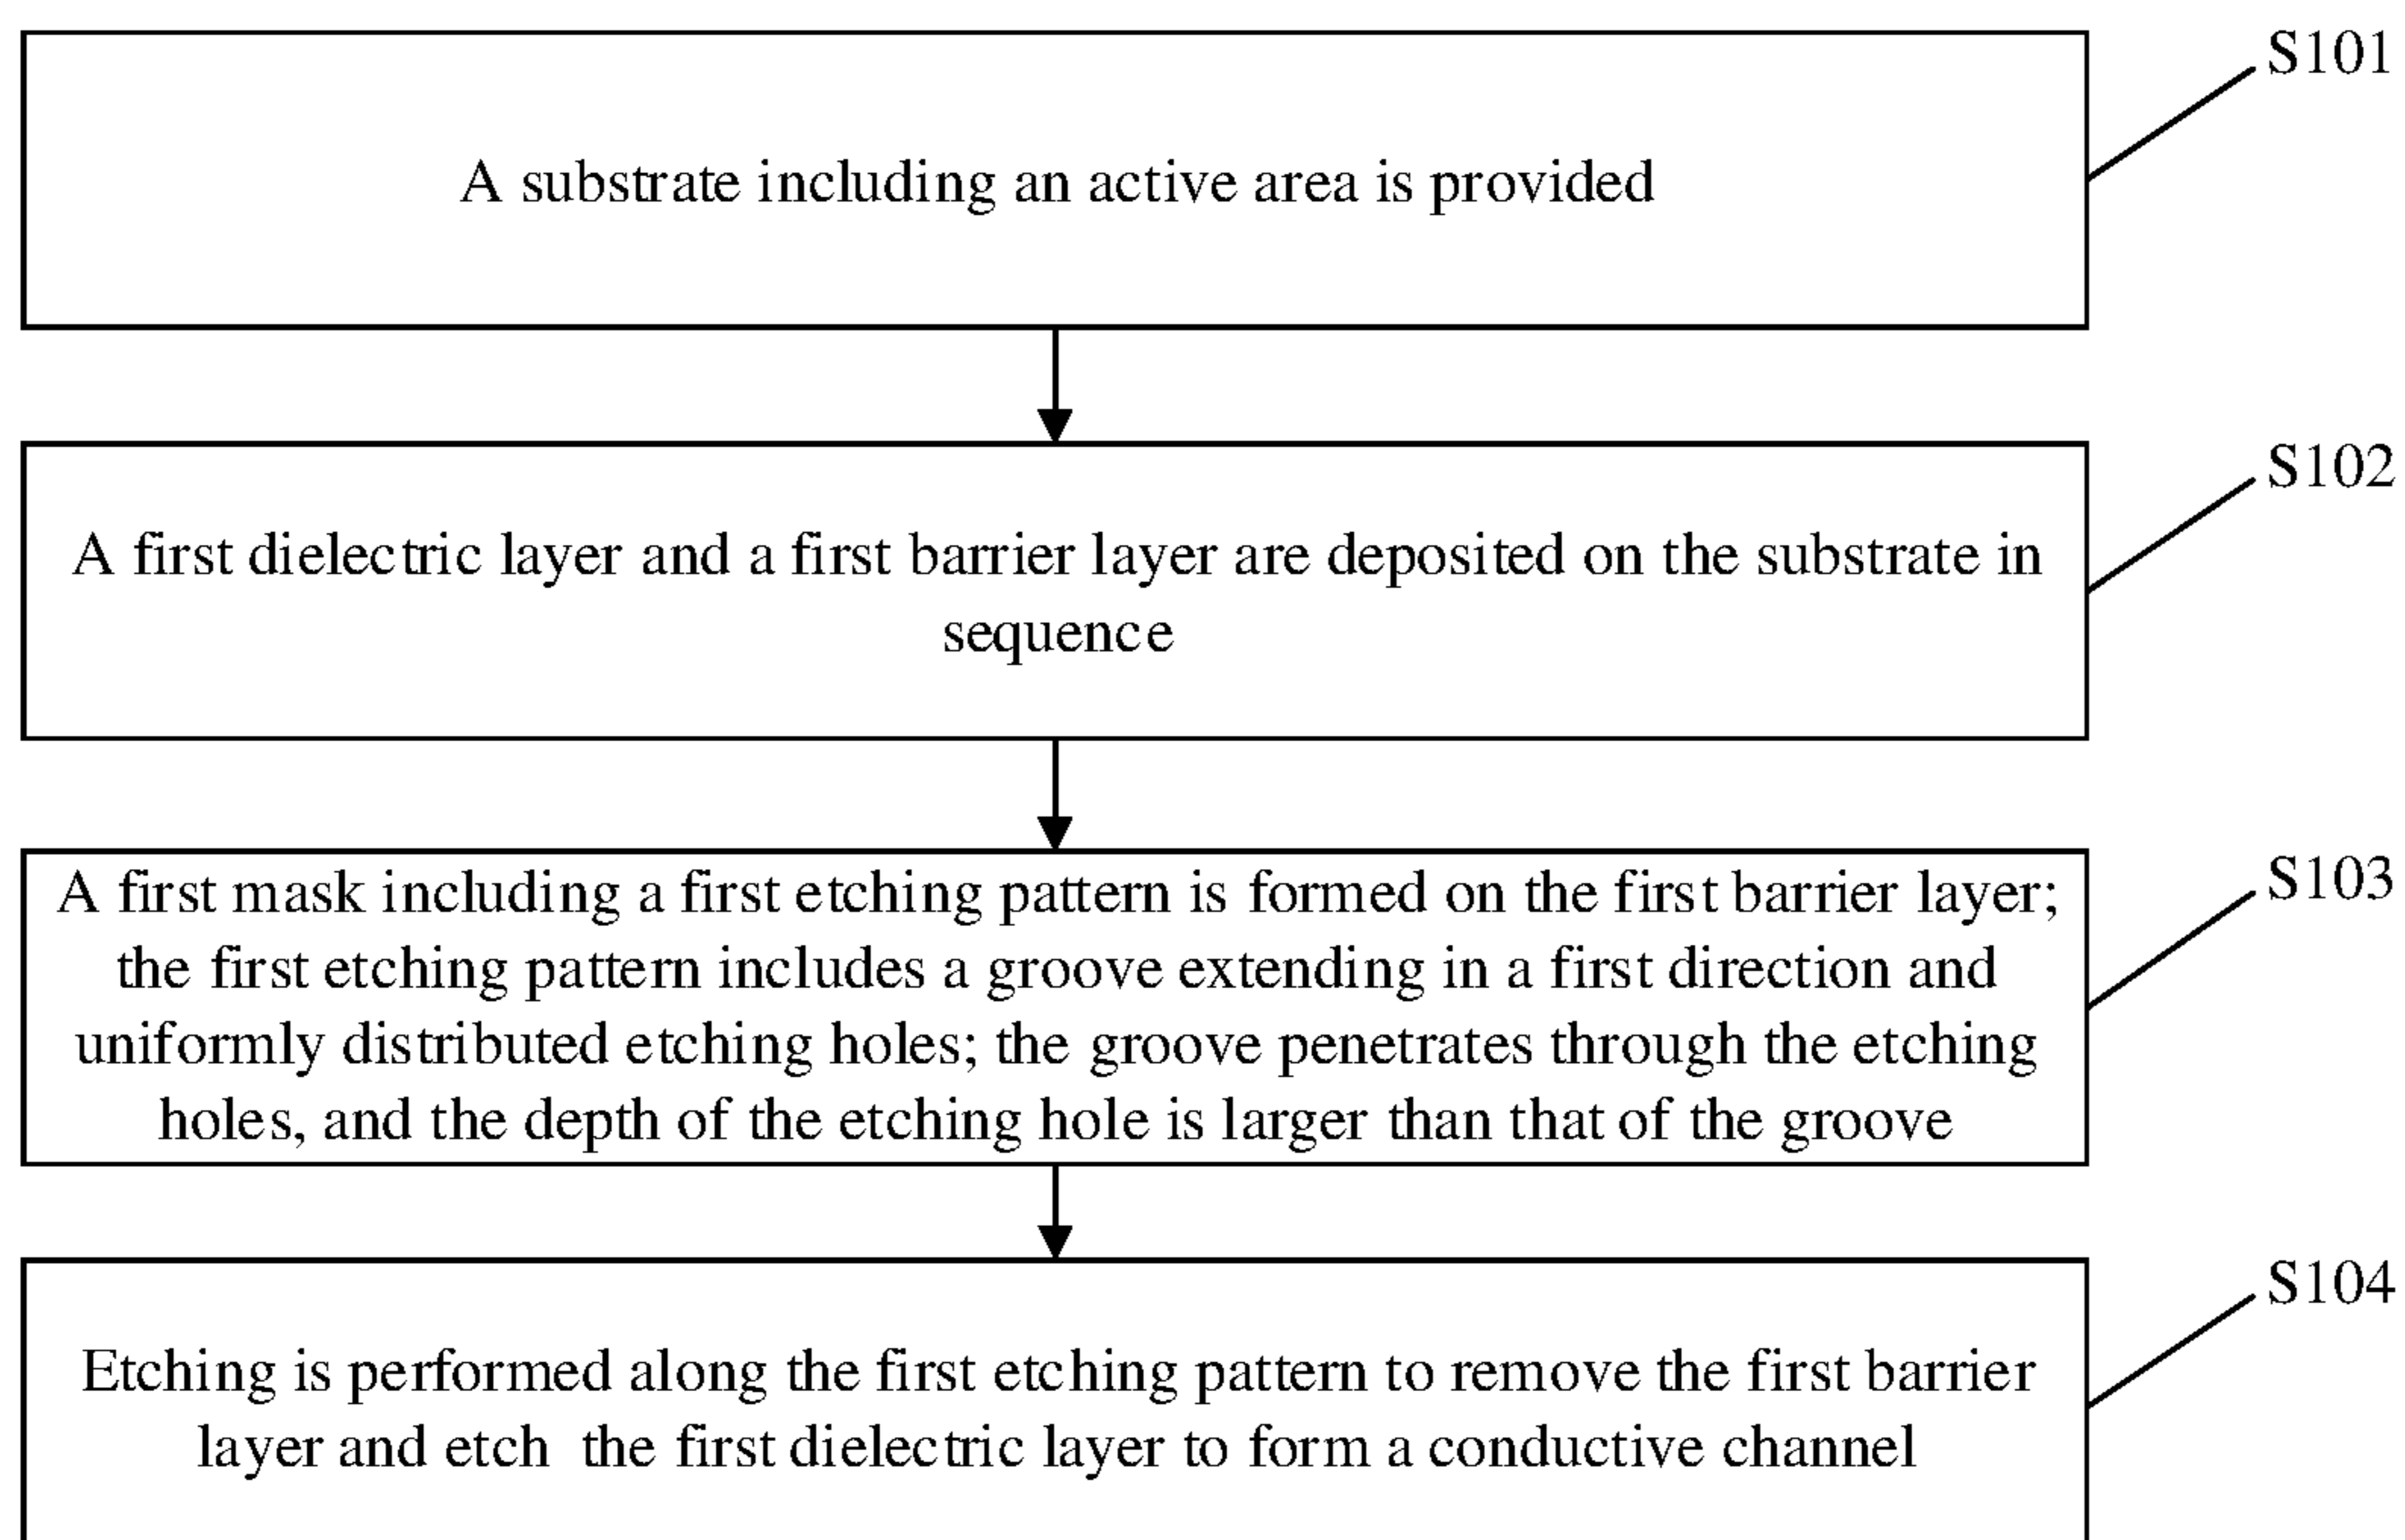 S101
A substrate including an active area is provided
S102
A first dielectric layer and a first barrier layer are deposited on the substrate in
sequence
S103
A first mask including a first etching pattern is formed on the first barrier layer;
the first etching pattern includes a groove extending in a first direction and
uniformly distributed etching holes; the groove penetrates through the etching
holes, and the depth of the etching hole is larger than that of the groove
S104
Etching is performed along the first etching pattern to remove the first barrier
layer and etch the first dielectric layer to form a conductive channel